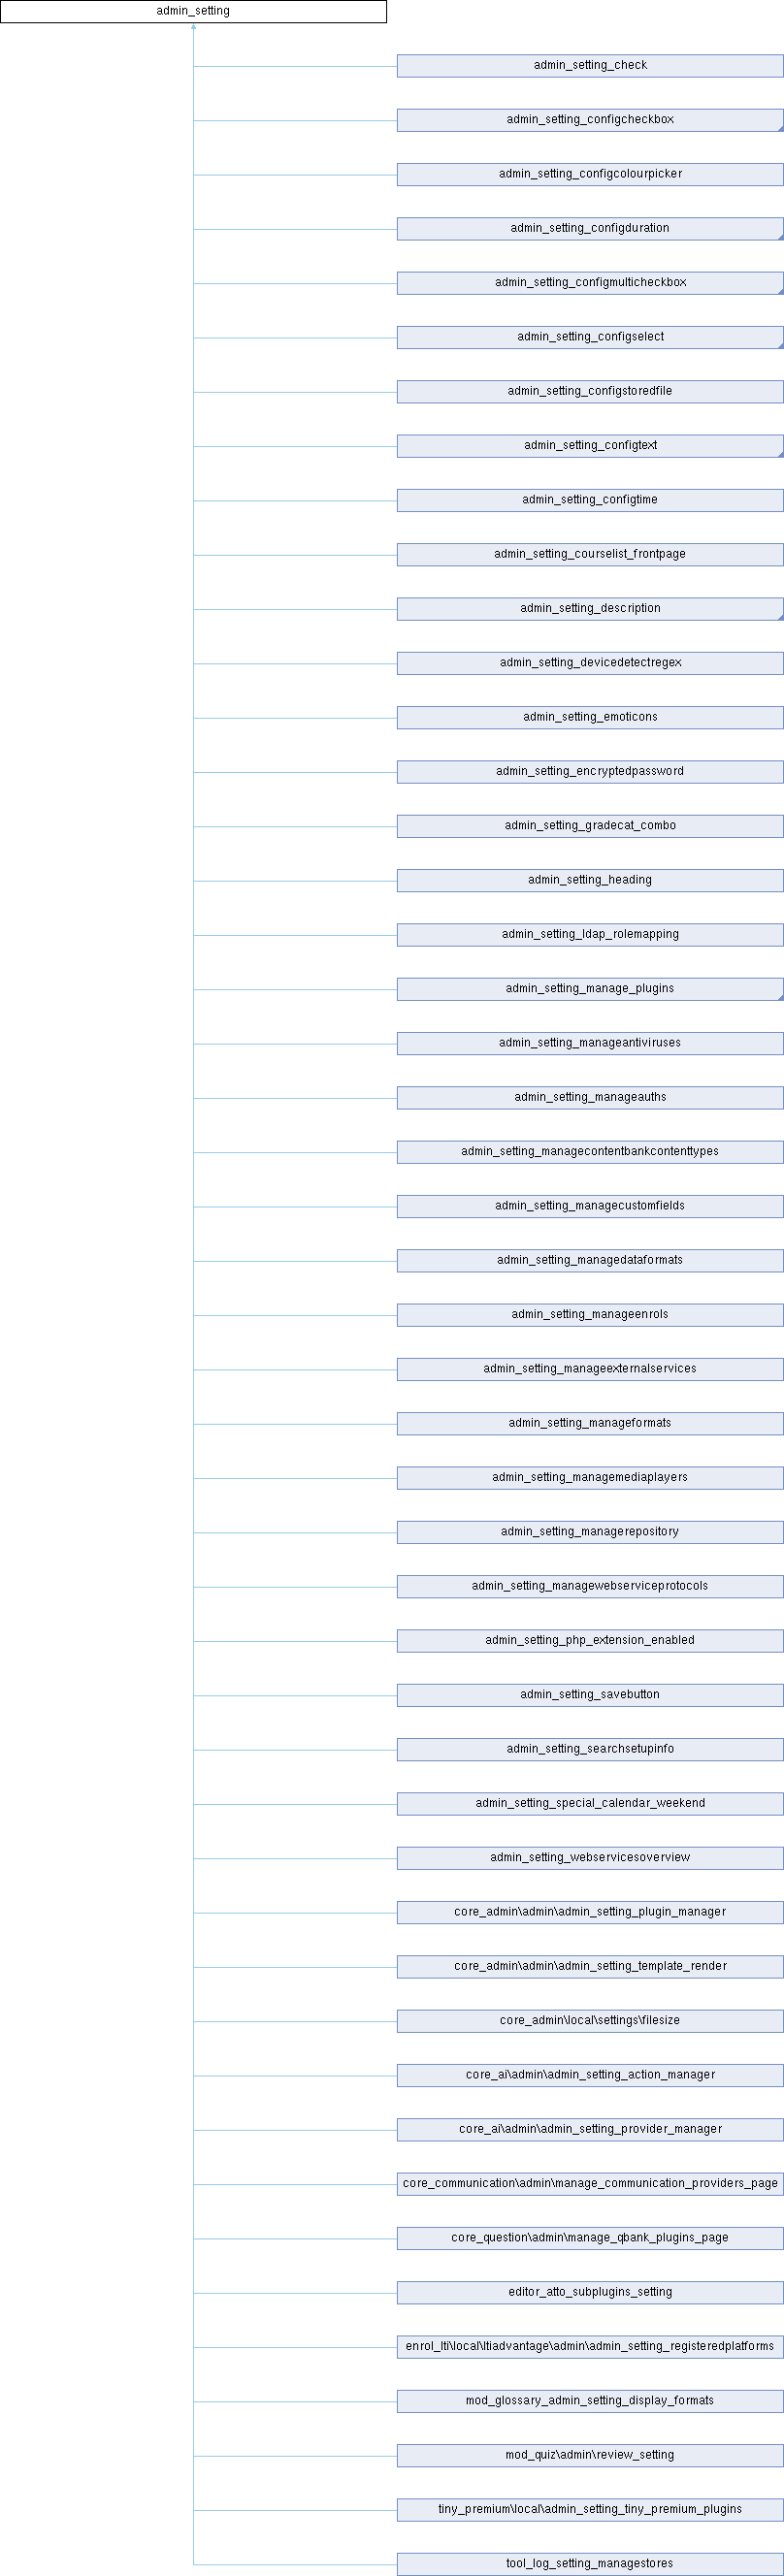 admin_setting
admin_setting_check
admin_setting_configcheckbox
admin_setting_configcolourpicker
admin_setting_configduration
admin_setting_configmulticheckbox
admin_setting_configselect
admin_setting_configstoredfile
admin_setting_configtext
admin_setting_configtime
admin_setting_courselist_frontpage
admin_setting_description
admin_setting_devicedetectregex
admin_setting_emoticons
admin_setting_encryptedpassword
admin_setting_gradecat_combo
admin_setting_heading
admin_setting_ldap_rolemapping
admin_setting_manage_plugins
admin_setting_manageantiviruses
admin_setting_manageauths
admin_setting_managecontentbankcontenttypes
admin_setting_managecustomfields
admin_setting_managedataformats
admin_setting_manageenrols
admin_setting_manageexternalservices
admin_setting_manageformats
admin_setting_managemediaplayers
admin_setting_managerepository
admin_setting_managewebserviceprotocols
admin_setting_php_extension_enabled
admin_setting_savebutton
admin_setting_searchsetupinfo
admin_setting_special_calendar_weekend
admin_setting_webservicesoverview
core_admin\admin\admin_setting_plugin_manager
core_admin\admin\admin_setting_template_render
core_admin\local\settings\filesize
core_ai\admin\admin_setting_action_manager
core_ai\admin\admin_setting_provider_manager
core_communication\admin\manage_communication_providers_page
core_question\admin\manage_qbank_plugins_page
editor_atto_subplugins_setting
enrol_lti\local\ltiadvantage\admin\admin_setting_registeredplatforms
mod_glossary_admin_setting_display_formats
mod_quiz\admin\review_setting
tiny_premium\local\admin_setting_tiny_premium_plugins
tool_log_setting_managestores